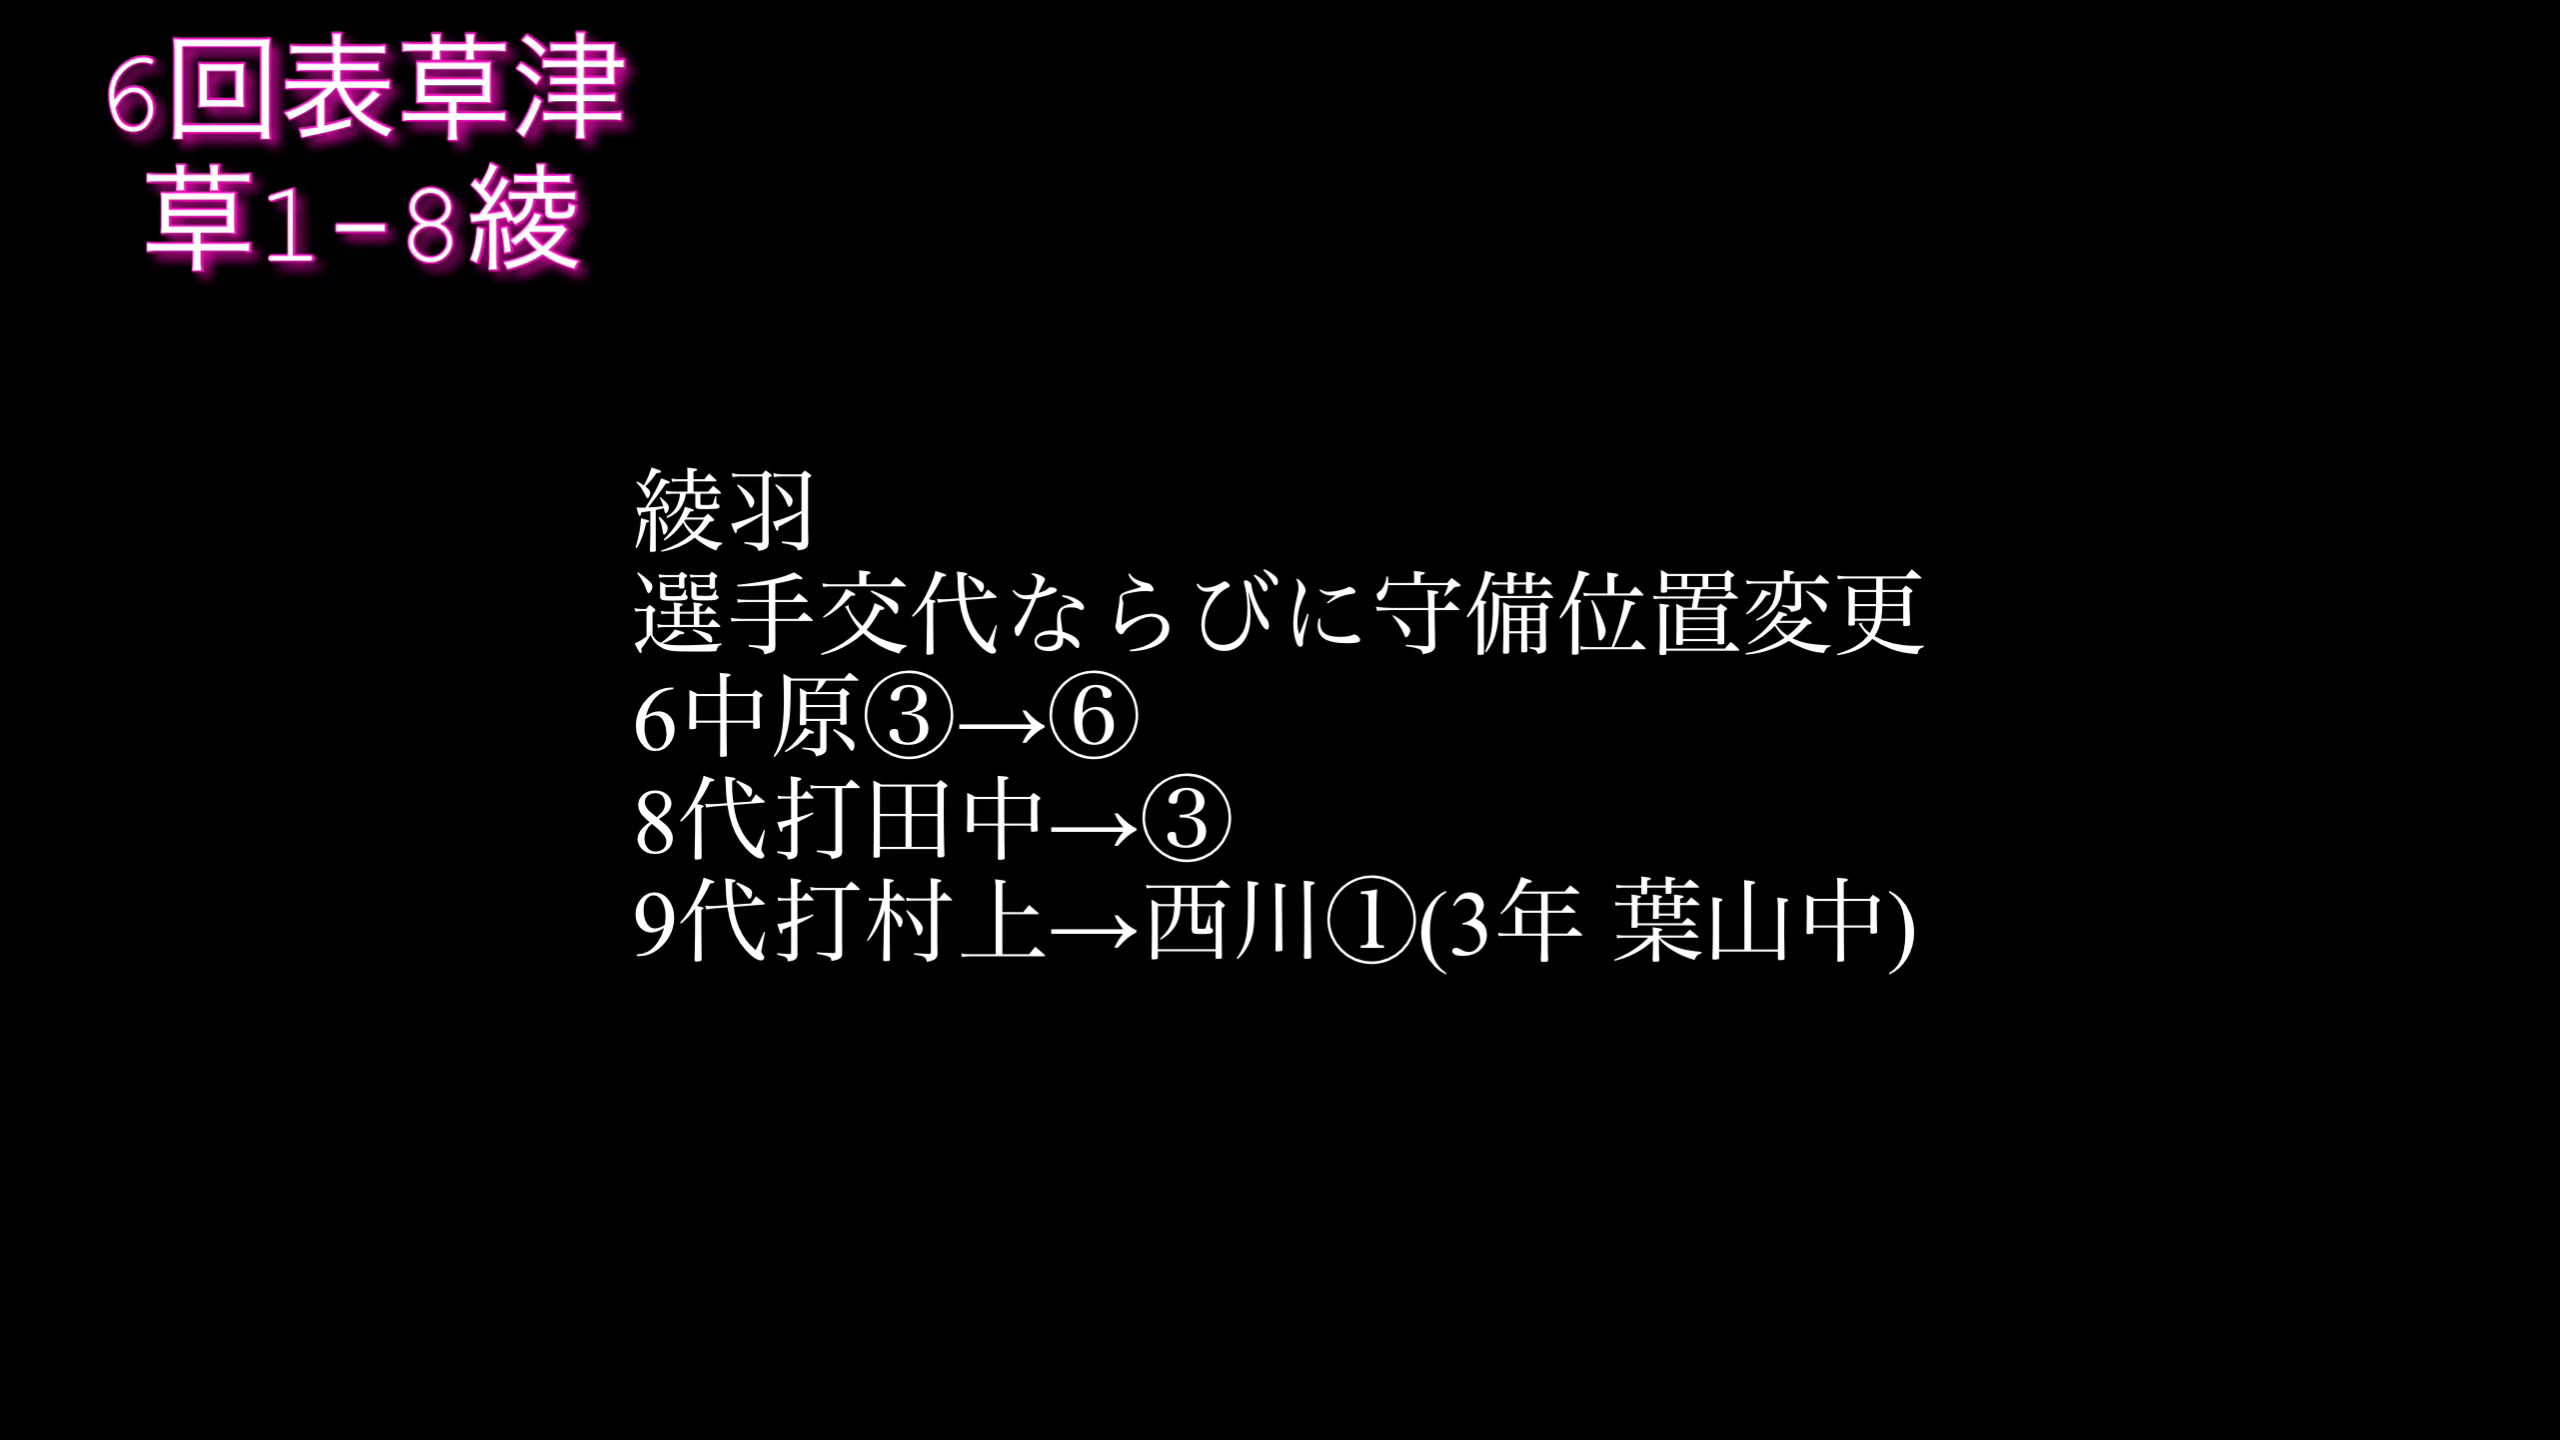 6回表草津
草1-8綾
綾羽
選手交代ならびに守備位置変更
6中原③→⑥
8代打田中→③
9代打村上→西川①(3年 葉山中)